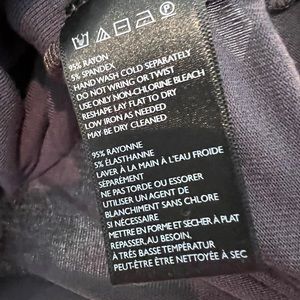 95% RAYON
5% SPANDEX
HAND WASH COLD SEPARATELY
DO NOT WRING OR TWIST
USE ONLY NON-CHLORINE BLEACH
RESHAPE LAY FLAT TO DRY
LOW IRON AS NEEDED
MAY BE DRY CLEANED
95% RAYONNE
5% ÉLASTHANNE
LAVER À LA MAIN À L'EAU FROIDE
SÉPARÉMENT
NE PAS TORDE OU ESSORER
UTILISER UN AGENT DE
BLANCHIMENT SANS CHLORE
SI NÉCESSAIRE
METTRE EN FORME ET SÉCHER À PLAT
REPASSER AU BESOIN.
À TRÈS BASSE TEMPÉRATUR
PEUT-ÊTRE ÊTRE NETTOYÉ À SEC